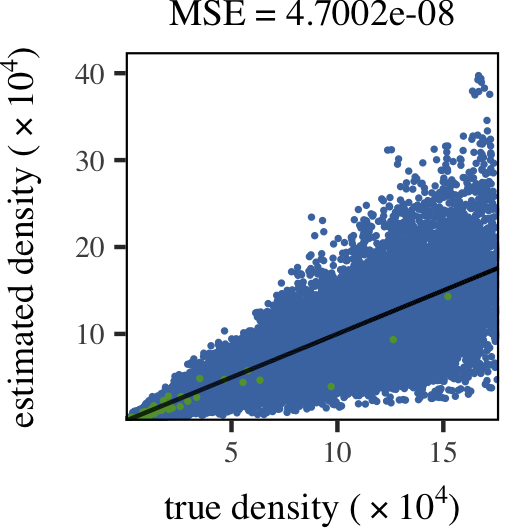 MSE = 4.7002e-08
estimated density ( × 10⁴)
40
30
20
10
5 10 15
true density ( × 10⁴)